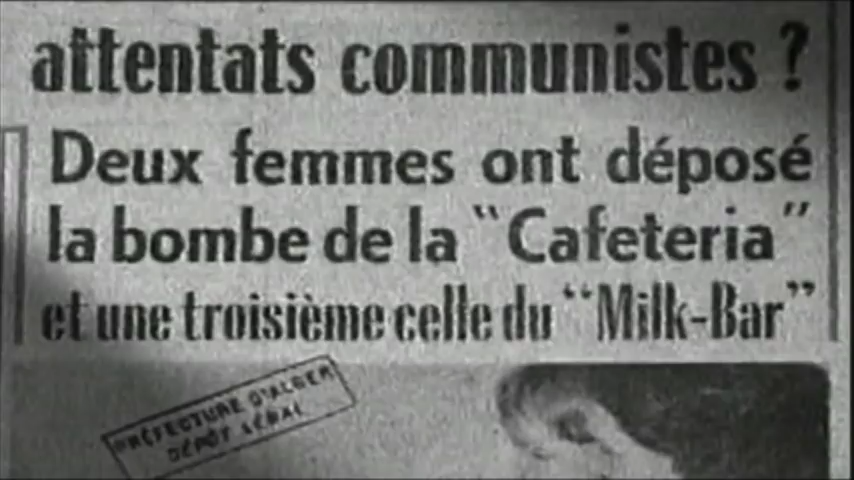 attentats communistes ?
Deux femmes ont déposé
la bombe de la "Cafeteria"
et une troisième celle du "Milk-Bar"
PRÉFECTURE D'ALGER
DÉPÔT LÉGAL